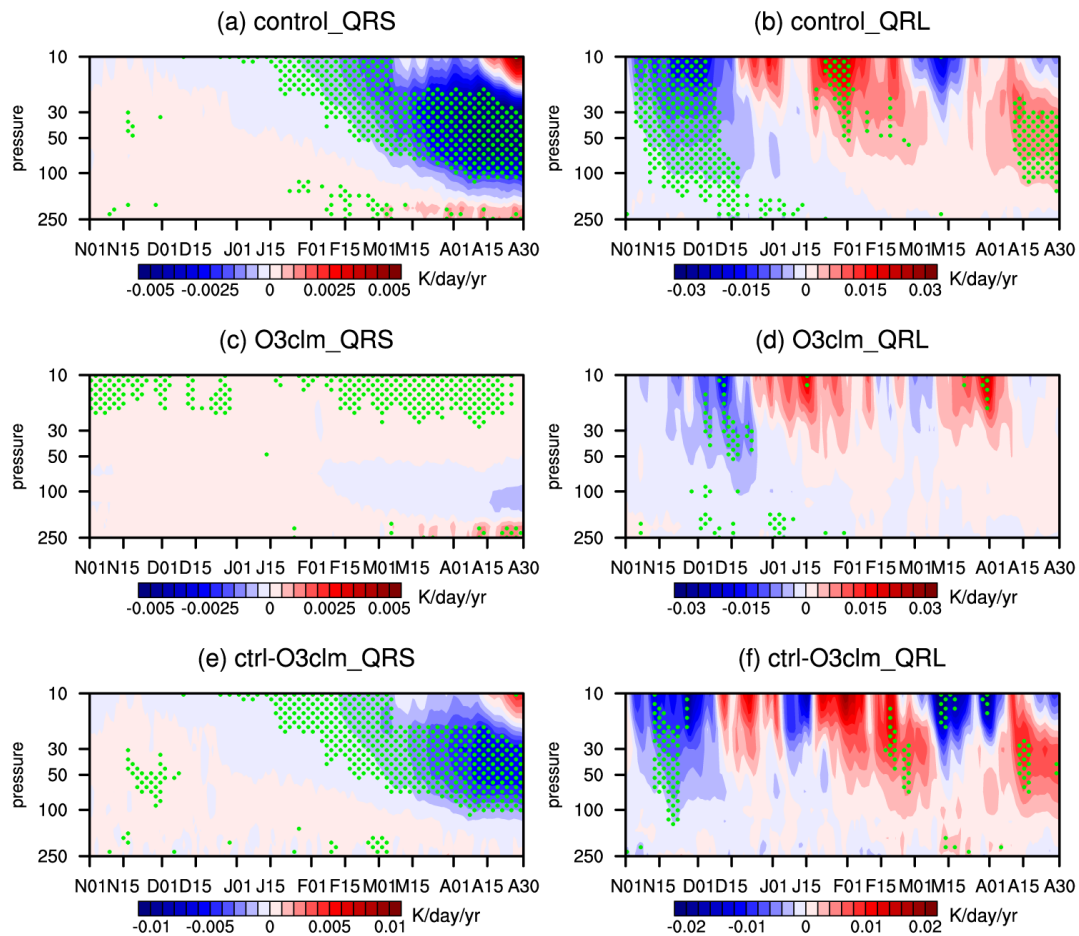 (a) control_QRS
pressure
10
30
50
100
250
N01N15 D01D15 J01 J15 F01F15 M01M15 A01A15 A30
-0.005 -0.0025 0 0.0025 0.005 K/day/yr
(b) control_QRL
pressure
10
30
50
100
250
N01N15 D01D15 J01 J15 F01F15 M01M15 A01A15 A30
-0.03 -0.015 0 0.015 0.03 K/day/yr
(c) O3clm_QRS
pressure
10
30
50
100
250
N01N15 D01D15 J01 J15 F01F15 M01M15 A01A15 A30
-0.005 -0.0025 0 0.0025 0.005 K/day/yr
(d) O3clm_QRL
pressure
10
30
50
100
250
N01N15 D01D15 J01 J15 F01F15 M01M15 A01A15 A30
-0.03 -0.015 0 0.015 0.03 K/day/yr
(e) ctrl-O3clm_QRS
pressure
10
30
50
100
250
N01N15 D01D15 J01 J15 F01F15 M01M15 A01A15 A30
-0.01 -0.005 0 0.005 0.01 K/day/yr
(f) ctrl-O3clm_QRL
pressure
10
30
50
100
250
N01N15 D01D15 J01 J15 F01F15 M01M15 A01 A15 A30
-0.02 -0.01 0 0.01 0.02 K/day/yr